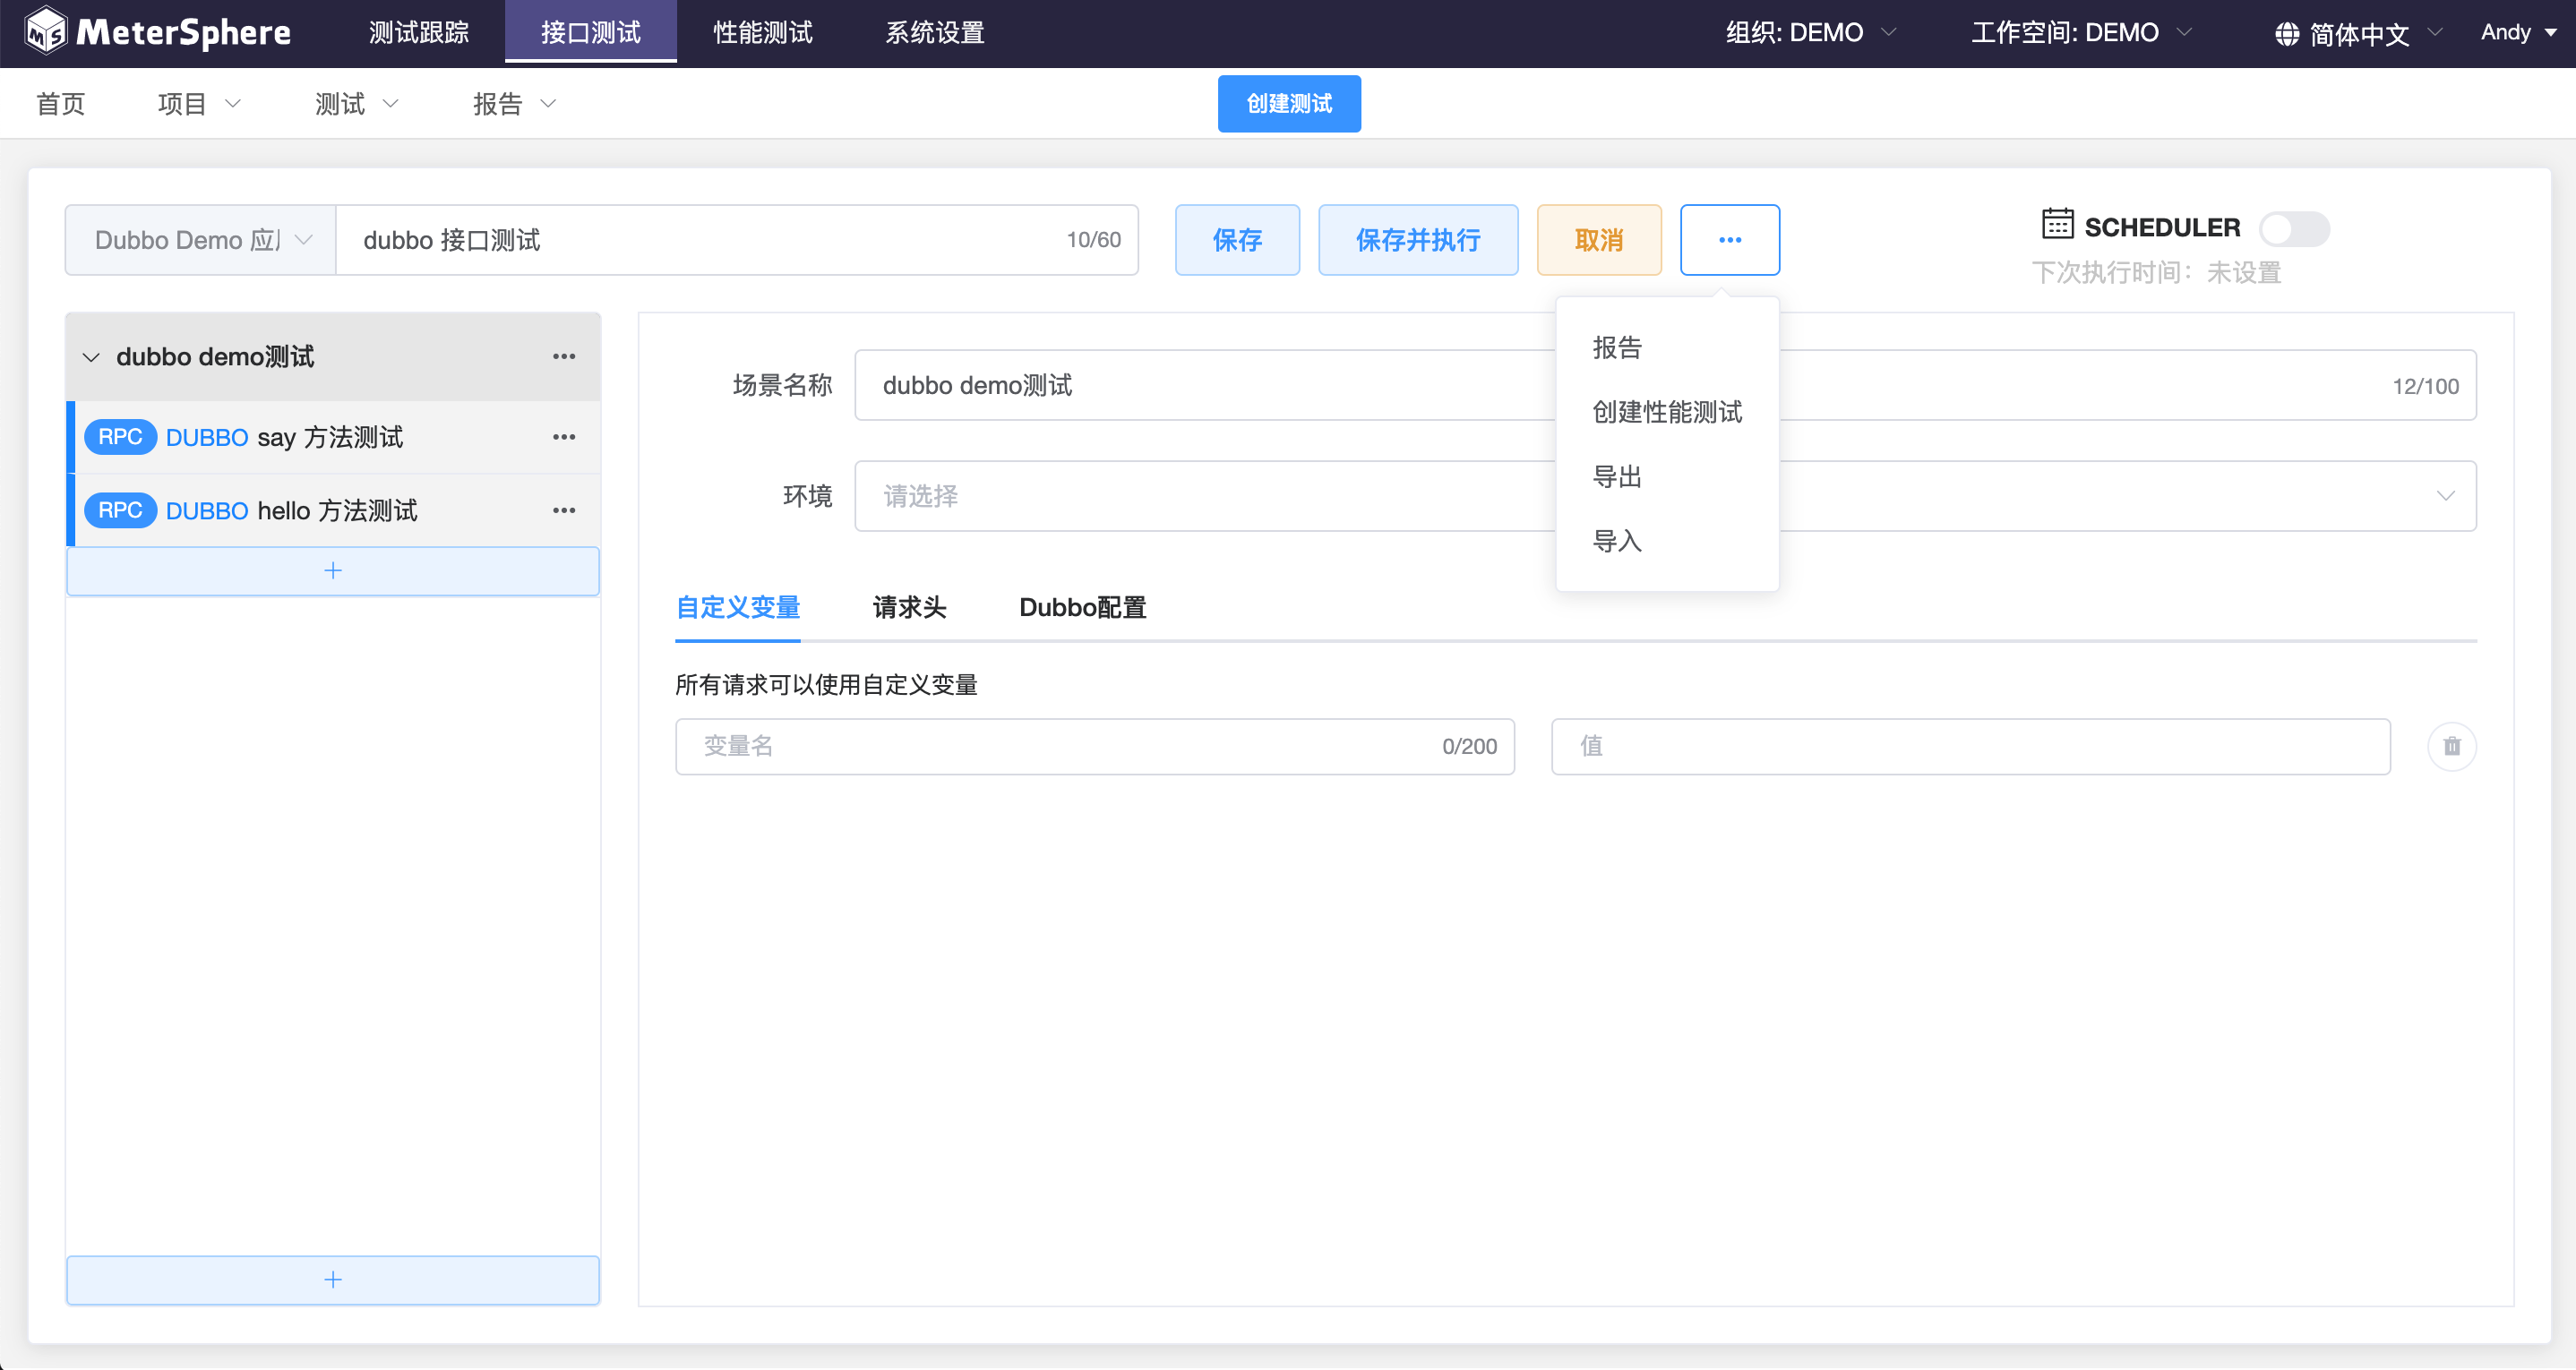 MeterSphere 测试跟踪 接口测试 性能测试 系统设置 组织: DEMO 工作空间: DEMO 简体中文 Andy
首页 项目 测试 报告 创建测试
Dubbo Demo 应 dubbo 接口测试 10/60 保存 保存并执行 取消 ••• SCHEDULER
下次执行时间：未设置
dubbo demo测试 •••
RPC DUBBO say 方法测试 •••
RPC DUBBO hello 方法测试 •••
+
+
报告
创建性能测试
导出
导入
场景名称 dubbo demo测试 12/100
环境 请选择
自定义变量 请求头 Dubbo配置
所有请求可以使用自定义变量
变量名 0/200 值